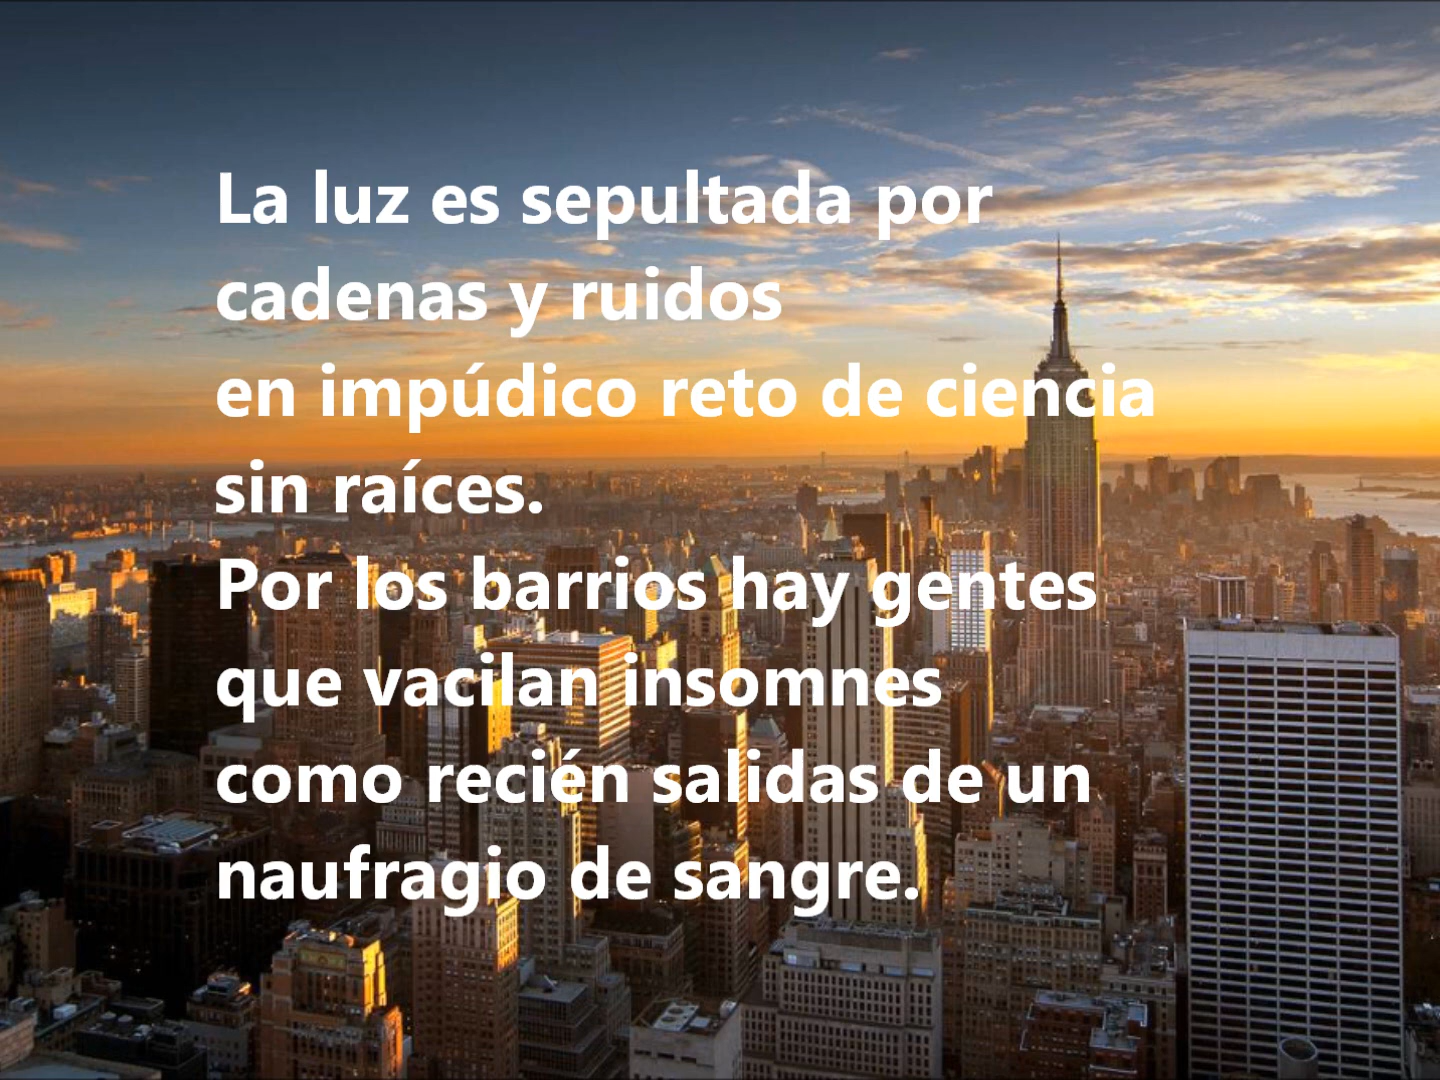 La luz es sepultada por
cadenas y ruidos
en impúdico reto de ciencia
sin raíces.
Por los barrios hay gentes
que vacilan insomnes
como recién salidas de un
naufragio de sangre.